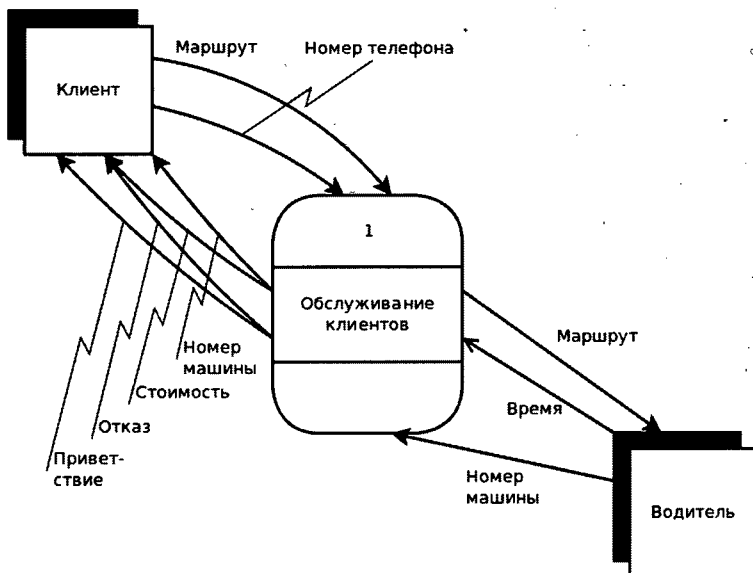 Маршрут
Номер телефона
Клиент
1
Обслуживание
клиентов
Номер
машины
Стоимость
Отказ
Привет-
ствие
Маршрут
Время
Номер
машины
Водитель